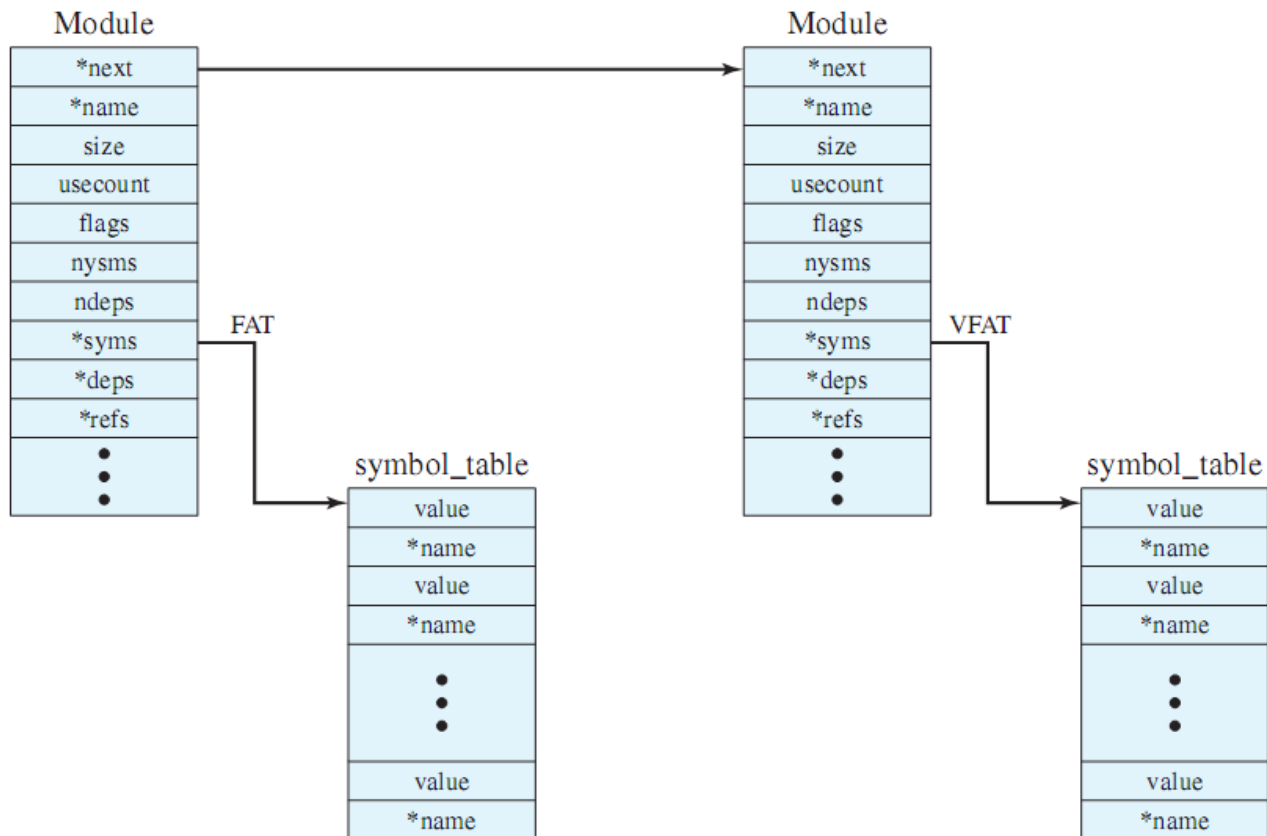 Module
*next
*name
size
usecount
flags
nysms
ndeps
*syms
*deps
*refs
FAT
symbol_table
value
*name
value
*name
value
*name
Module
*next
*name
size
usecount
flags
nysms
ndeps
*syms
*deps
*refs
VFAT
symbol_table
value
*name
value
*name
value
*name